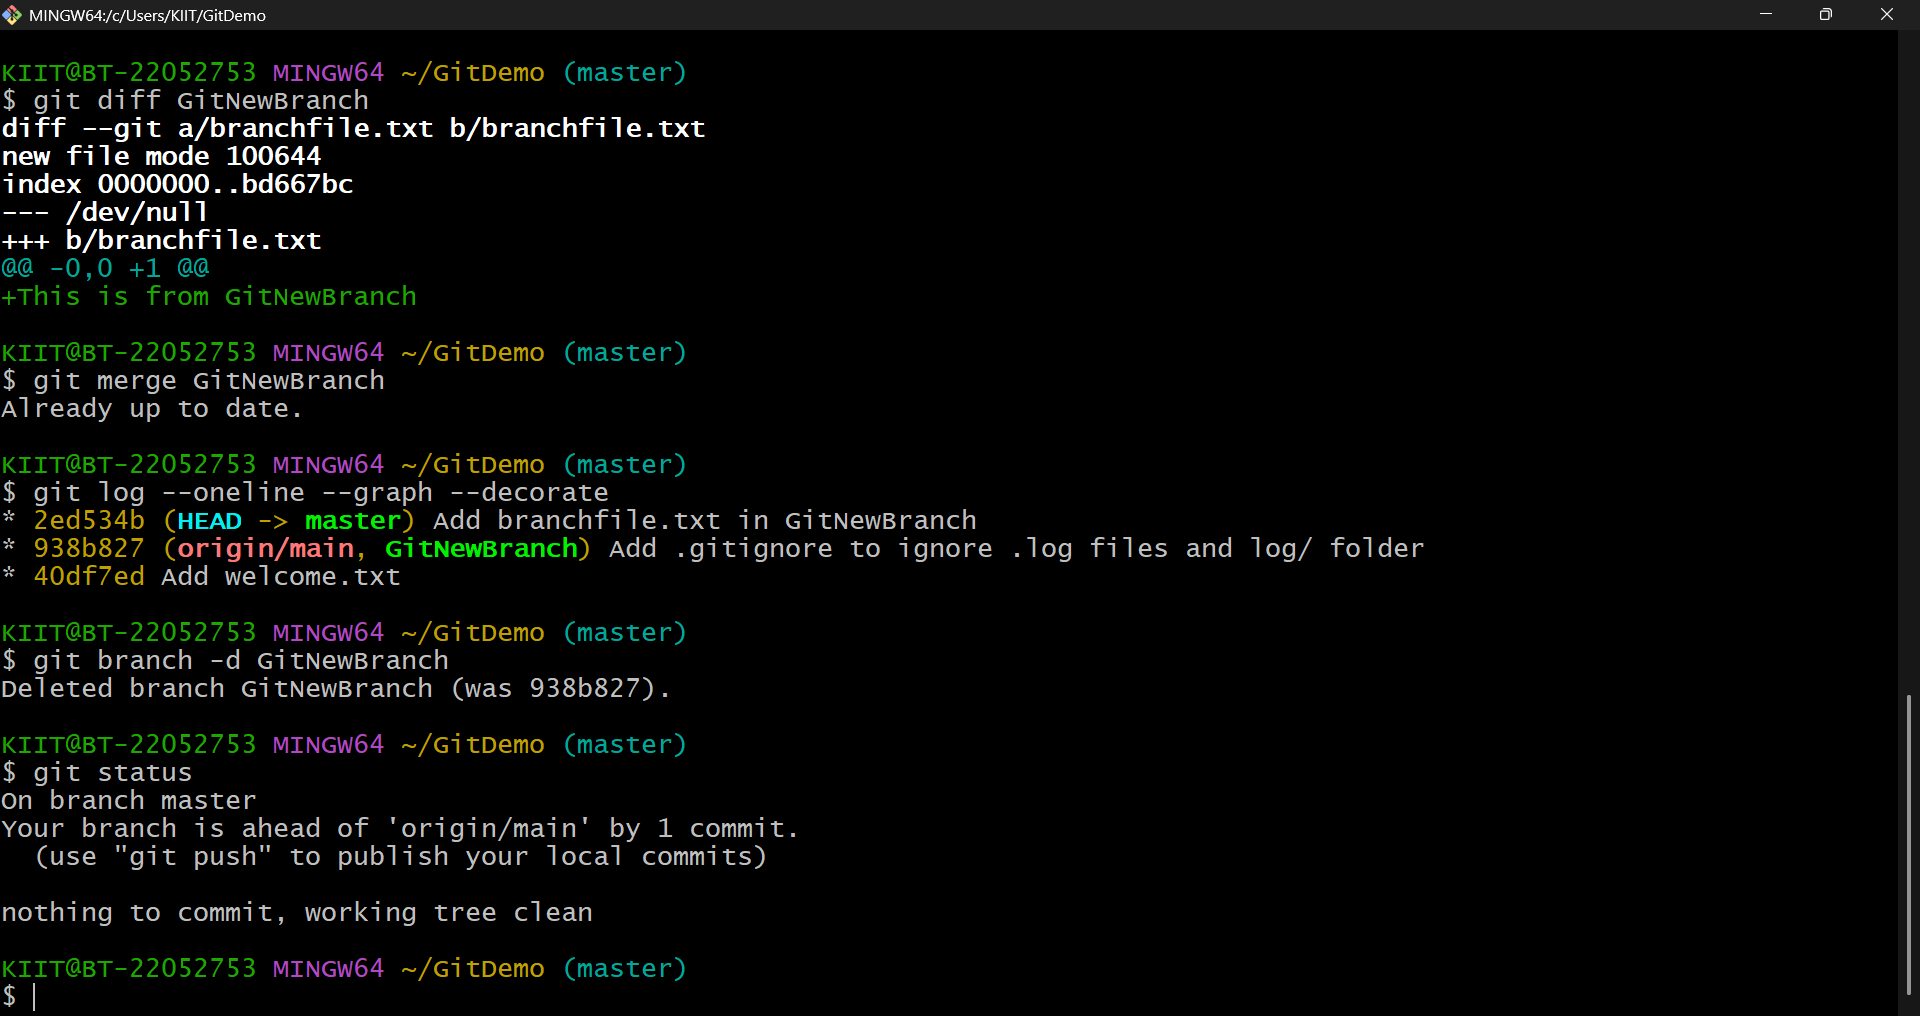 MINGW64:/c/Users/KIIT/GitDemo
KIIT@BT-22052753 MINGW64 ~/GitDemo (master)
$ git diff GitNewBranch
diff --git a/branchfile.txt b/branchfile.txt
new file mode 100644
index 0000000..bd667bc
--- /dev/null
+++ b/branchfile.txt
@@ -0,0 +1 @@
+This is from GitNewBranch
KIIT@BT-22052753 MINGW64 ~/GitDemo (master)
$ git merge GitNewBranch
Already up to date.
KIIT@BT-22052753 MINGW64 ~/GitDemo (master)
$ git log --oneline --graph --decorate
* 2ed534b (HEAD -> master) Add branchfile.txt in GitNewBranch
* 938b827 (origin/main, GitNewBranch) Add .gitignore to ignore .log files and log/ folder
* 40df7ed Add welcome.txt
KIIT@BT-22052753 MINGW64 ~/GitDemo (master)
$ git branch -d GitNewBranch
Deleted branch GitNewBranch (was 938b827).
KIIT@BT-22052753 MINGW64 ~/GitDemo (master)
$ git status
On branch master
Your branch is ahead of 'origin/main' by 1 commit.
  (use "git push" to publish your local commits)
nothing to commit, working tree clean
KIIT@BT-22052753 MINGW64 ~/GitDemo (master)
$